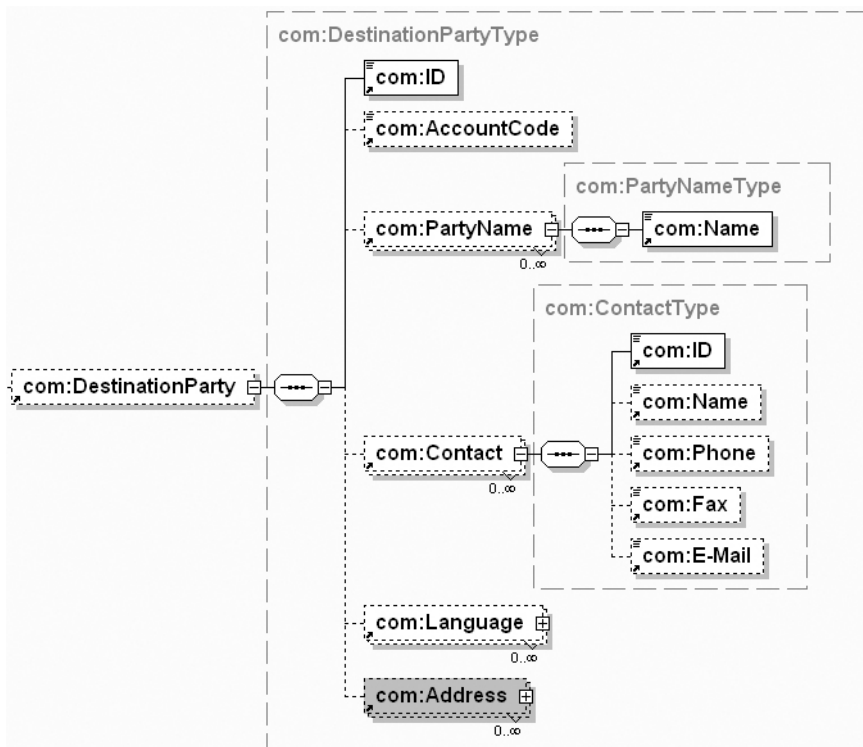 com:DestinationPartyType
com:ID
com:AccountCode
com:PartyNameType
com:PartyName
com:Name
0..∞
com:ContactType
com:ID
com:DestinationParty
com:Name
com:Contact
com:Phone
0..∞
com:Fax
com:E-Mail
com:Language
0..∞
com:Address
0..∞